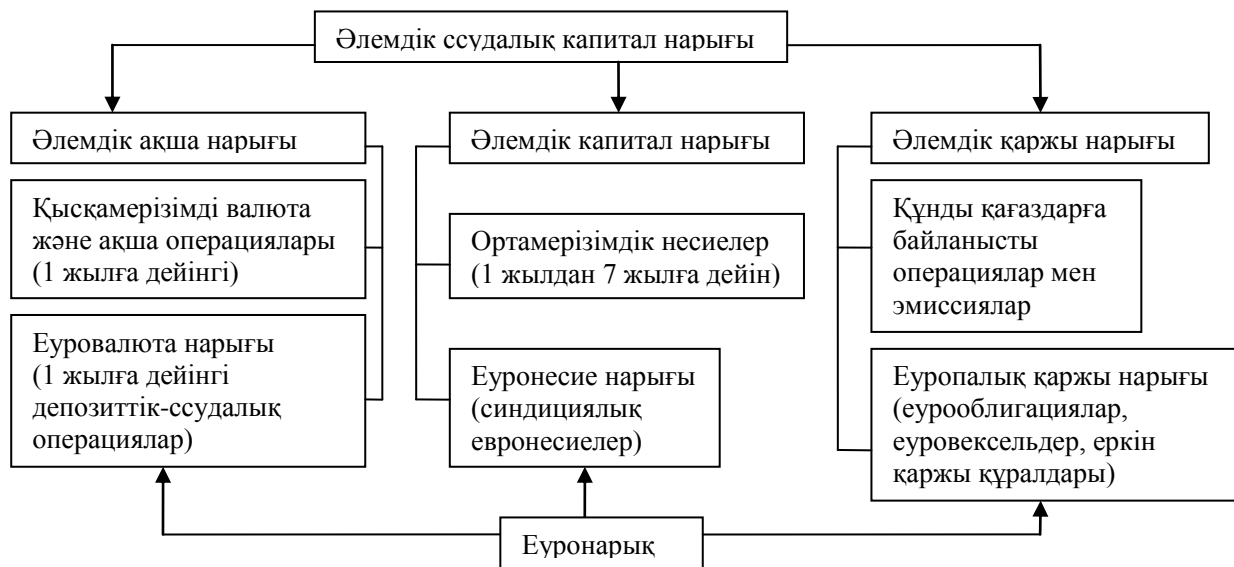 Әлемдік ссудалық капитал нарығы
Әлемдік ақша нарығы
Қысқамерізімді валюта
және ақша операциялары
(1 жылға дейінгі)
Еуровалюта нарығы
(1 жылға дейінгі
депозиттік-ссудалық
операциялар)
Әлемдік капитал нарығы
Ортамерізімдік несиелер
(1 жылдан 7 жылға дейін)
Еуронесие нарығы
(синдициялық
евронесиелер)
Әлемдік қаржы нарығы
Құнды қағаздарға
байланысты
операциялар мен
эмиссиялар
Еуропалық қаржы нарығы
(еурооблигациялар,
еуровексельдер, еркін
қаржы құралдары)
Еуронарық